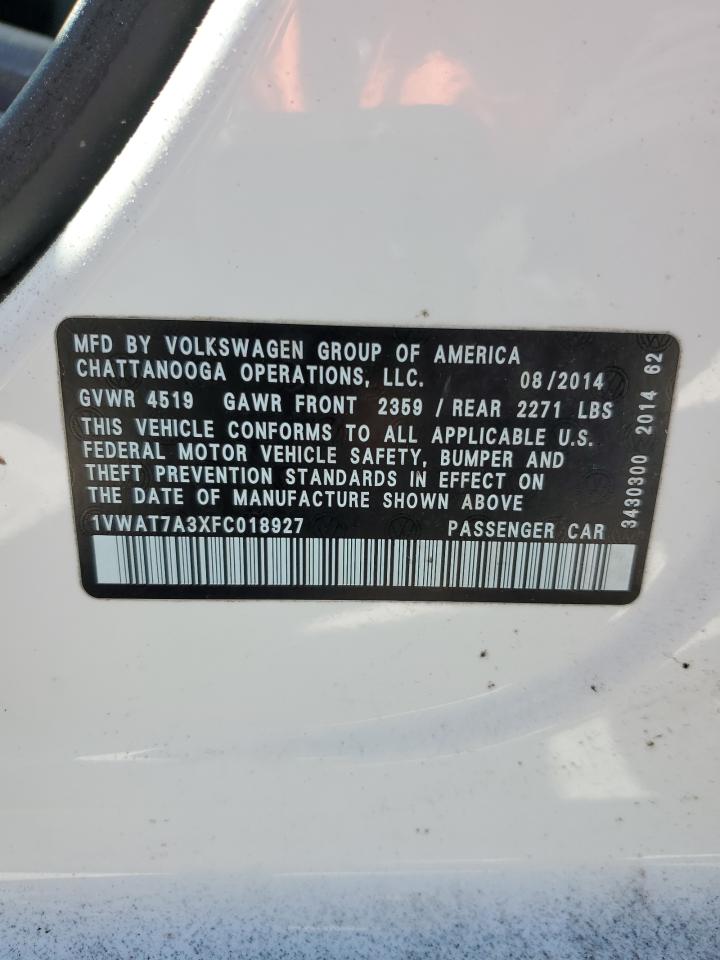 MFD BY VOLKSWAGEN GROUP OF AMERICA
CHATTANOOGA OPERATIONS, LLC. 08/2014
GVWR 4519 GAWR FRONT 2359 / REAR 2271 LBS
THIS VEHICLE CONFORMS TO ALL APPLICABLE U.S.
FEDERAL MOTOR VEHICLE SAFETY, BUMPER AND
THEFT PREVENTION STANDARDS IN EFFECT ON
THE DATE OF MANUFACTURE SHOWN ABOVE
1VWAT7A3XFC018927 PASSENGER CAR
3430300 2014 62